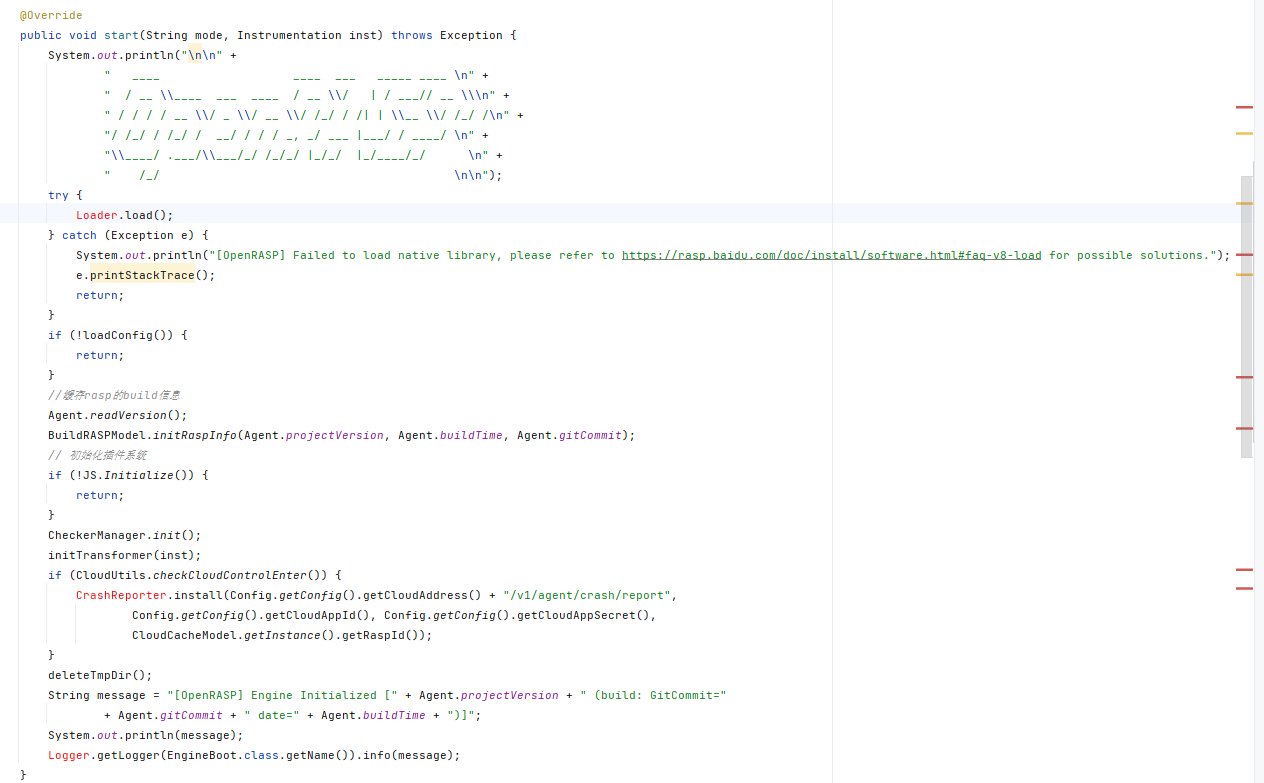 @Override
public void start(String mode, Instrumentation inst) throws Exception {
System.out.println("\n\n" +
"   ____                   ____  ___   _____ ____ \n" +
"  / __ \\____  ___  ____  / __ \\/   | / ___// __ \\\n" +
" / / / / __ \\/ _ \\/ __ \\/ /_/ / /| | \\__ \\/ /_/ /\n" +
"/ /_/ / /_/ /  __/ / / / _, _/ ___ |___/ / ____/ \n" +
"\\____/ .___/\\___/_/ /_/_/ |_/_/  |_/____/_/      \n" +
"    /_/                                          \n\n");
try {
Loader.load();
} catch (Exception e) {
System.out.println("[OpenRASP] Failed to load native library, please refer to https://rasp.baidu.com/doc/install/software.html#faq-v8-load for possible solutions.");
e.printStackTrace();
return;
}
if (!loadConfig()) {
return;
}
//缓存rasp的build信息
Agent.readVersion();
BuildRASPModel.initRaspInfo(Agent.projectVersion, Agent.buildTime, Agent.gitCommit);
// 初始化插件系统
if (!JS.Initialize()) {
return;
}
CheckerManager.init();
initTransformer(inst);
if (CloudUtils.checkCloudControlEnter()) {
CrashReporter.install(Config.getConfig().getCloudAddress() + "/v1/agent/crash/report",
Config.getConfig().getCloudAppId(), Config.getConfig().getCloudAppSecret(),
CloudCacheModel.getInstance().getRaspId());
}
deleteTmpDir();
String message = "[OpenRASP] Engine Initialized [" + Agent.projectVersion + " (build: GitCommit="
+ Agent.gitCommit + " date=" + Agent.buildTime + ")]";
System.out.println(message);
Logger.getLogger(EngineBoot.class.getName()).info(message);
}